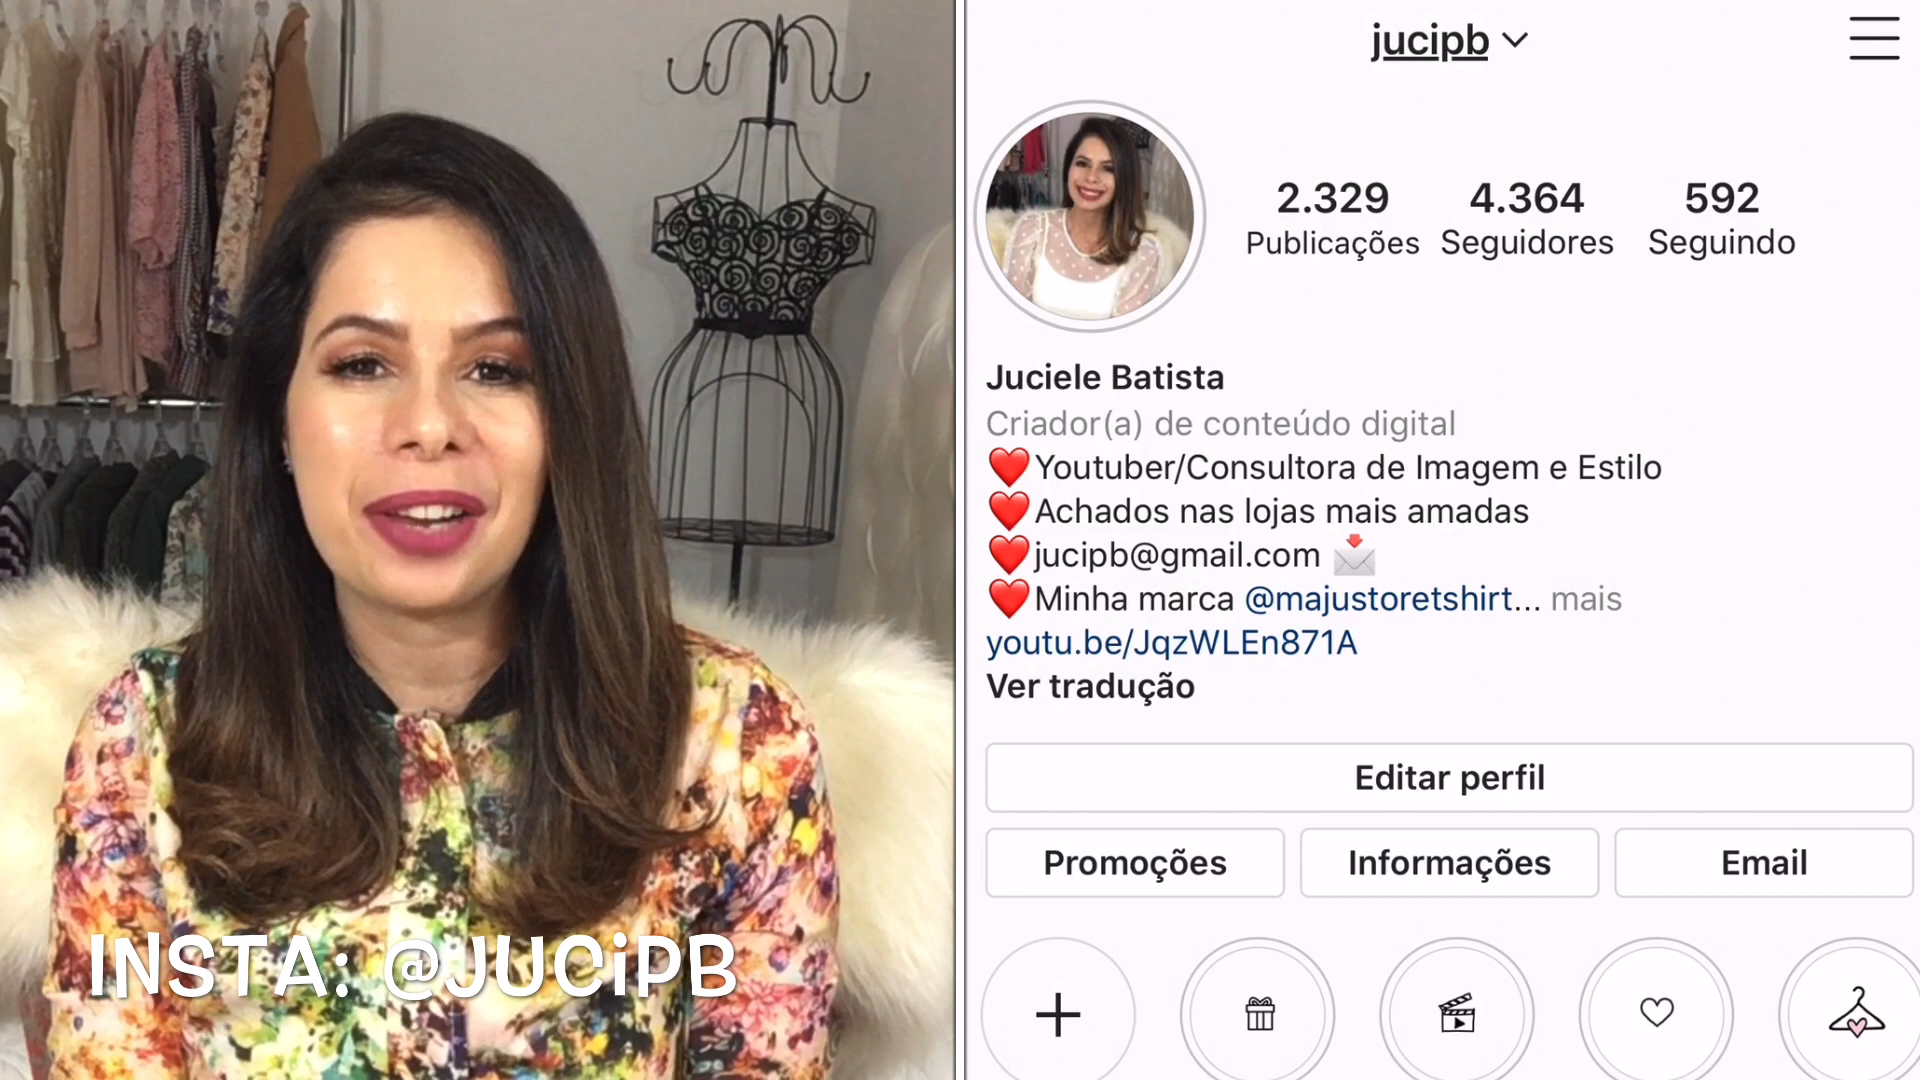 INSTA: @JUCiPB
jucipb
2.329 4.364 592
Publicações Seguidores Seguindo
Juciele Batista
Criador(a) de conteúdo digital
❤️Youtuber/Consultora de Imagem e Estilo
❤️Achados nas lojas mais amadas
❤️jucipb@gmail.com 📩
❤️Minha marca @majustoretshirt... mais
youtu.be/JqzWLEn871A
Ver tradução
Editar perfil
Promoções Informações Email